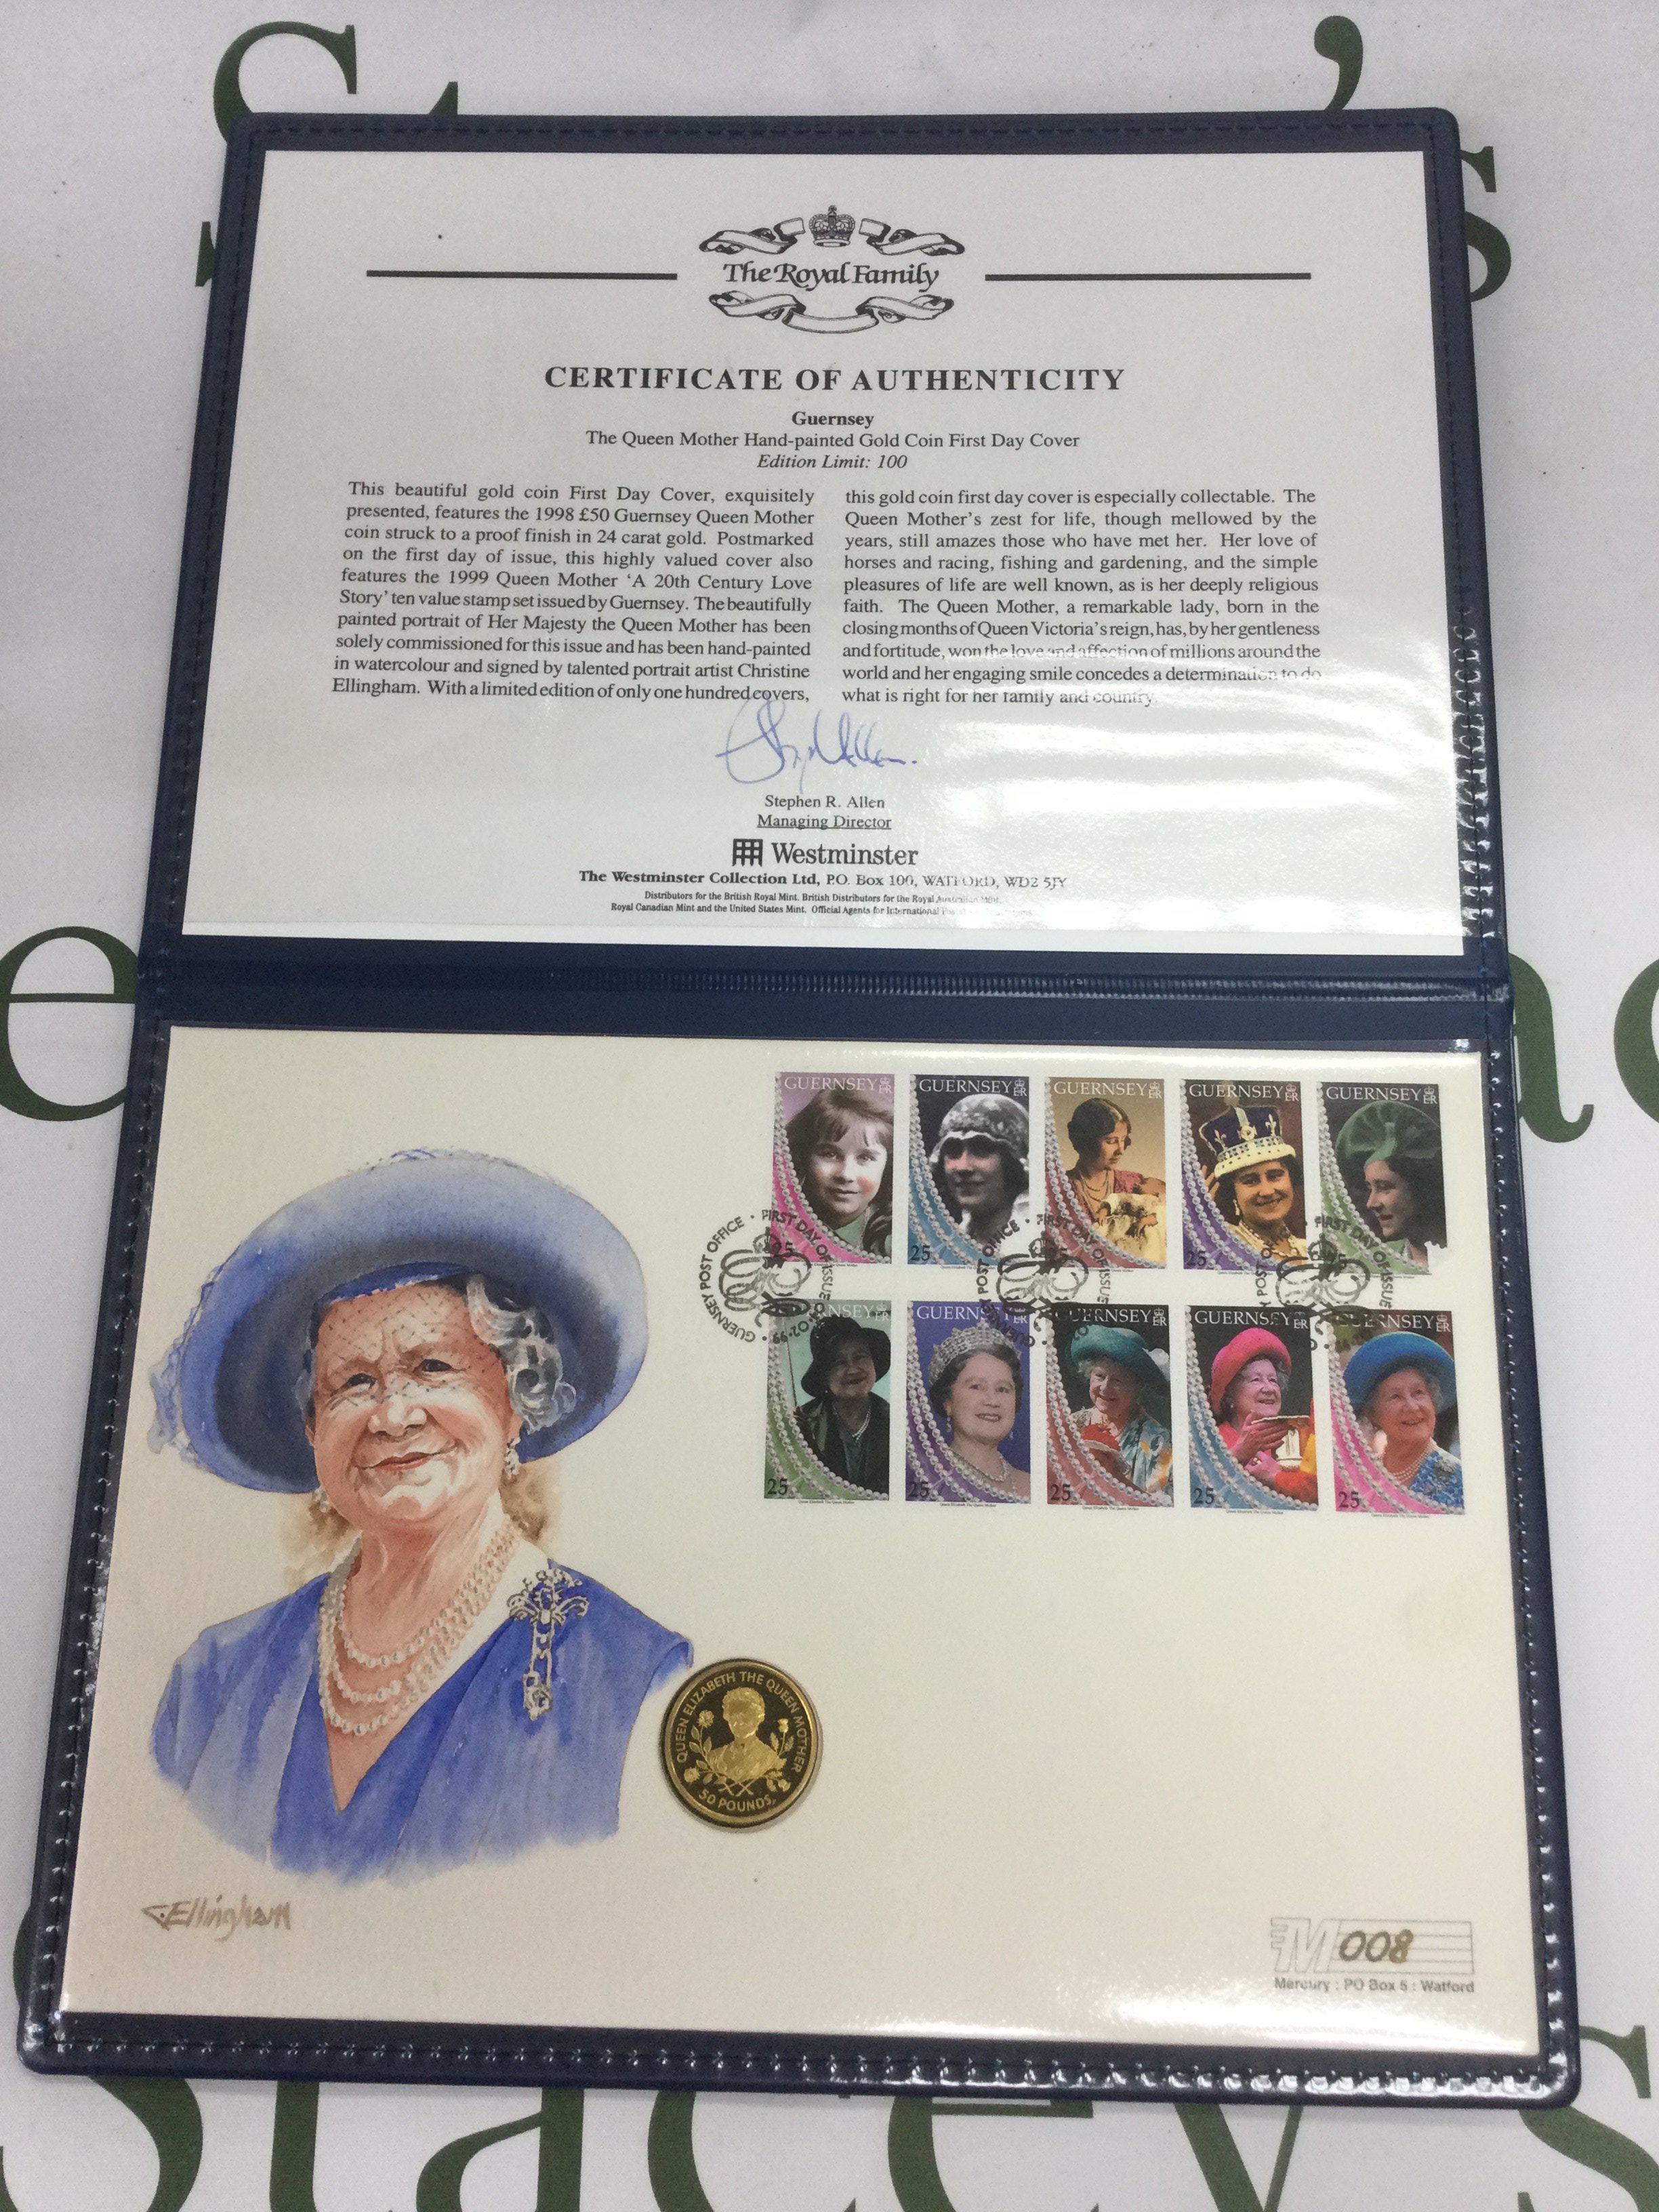 The Royal Family
CERTIFICATE OF AUTHENTICITY
Guernsey
The Queen Mother Hand-painted Gold Coin First Day Cover
Edition Limit: 100
This beautiful gold coin First Day Cover, exquisitely
presented, features the 1998 £50 Guernsey Queen Mother
coin struck to a proof finish in 24 carat gold. Postmarked
on the first day of issue, this highly valued cover also
features the 1999 Queen Mother 'A 20th Century Love
Story' ten value stamp set issued by Guernsey. The beautifully
painted portrait of Her Majesty the Queen Mother has been
solely commissioned for this issue and has been hand-painted
in watercolour and signed by talented portrait artist Christine
Ellingham. With a limited edition of only one hundred covers,
this gold coin first day cover is especially collectable. The
Queen Mother's zest for life, though mellowed by the
years, still amazes those who have met her. Her love of
horses and racing, fishing and gardening, and the simple
pleasures of life are well known, as is her deeply religious
faith. The Queen Mother, a remarkable lady, born in the
closing months of Queen Victoria's reign, has, by her gentleness
and fortitude, won the love and affection of millions around the
world and her engaging smile concedes a determination to do
what is right for her family and country.
Stephen R. Allen
Managing Director
Westminster
The Westminster Collection Ltd, P.O. Box 100, WATFORD, WD2 5JY
Distributors for the British Royal Mint. British Distributors for the Royal Australian Mint,
Royal Canadian Mint and the United States Mint. Official Agents for International
GUERNSEY GUERNSEY GUERNSEY GUERNSEY GUERNSEY
25 25 25 25 25
GUERNSEY POST OFFICE · FIRST DAY OF ISSUE
GUERNSEY GUERNSEY GUERNSEY GUERNSEY GUERNSEY
25 25 25 25 25
QUEEN ELIZABETH THE QUEEN MOTHER
50 POUNDS
C.Ellingham
M 008
Mercury : PO Box 5 : Watford
Stacey's